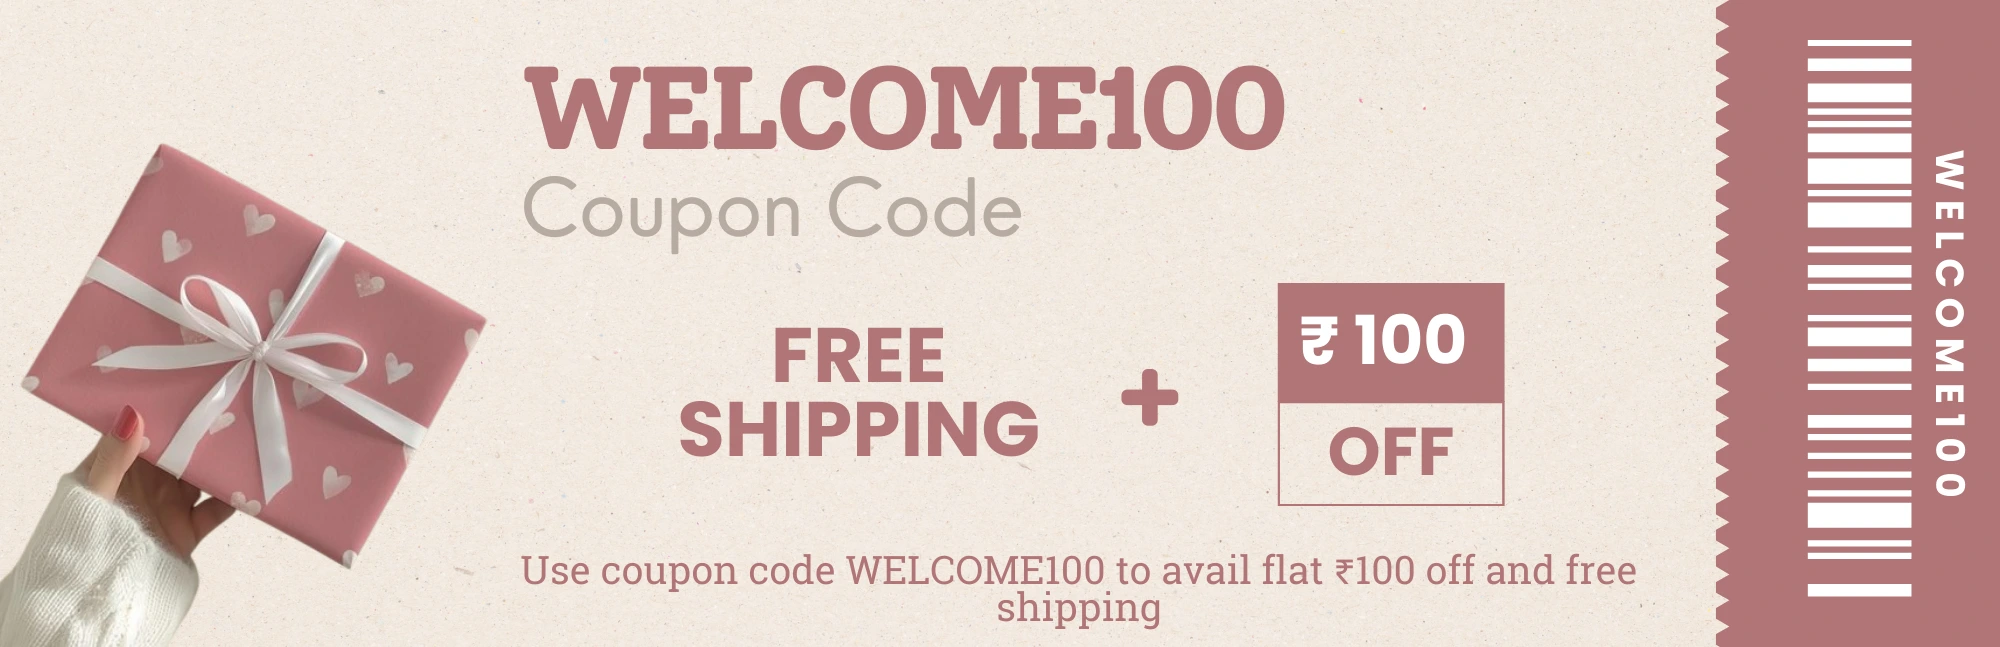 WELCOME100
Coupon Code
FREE
SHIPPING
+
₹ 100
OFF
Use coupon code WELCOME100 to avail flat ₹100 off and free
shipping
WELCOME100